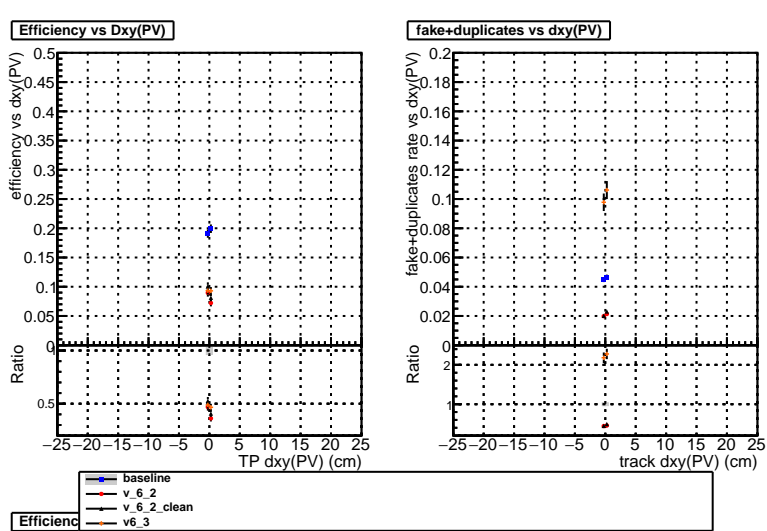 Efficiency vs Dxy(PV)
efficiency vs dxy(PV)
0.5
0.45
0.4
0.35
0.3
0.25
0.2
0.15
0.1
0.05
0
Ratio
1
0.5
−25 −20 −15 −10 −5 0 5 10 15 20 25
TP dxy(PV) (cm)
fake+duplicates vs dxy(PV)
fake+duplicates rate vs dxy(PV)
0.2
0.18
0.16
0.14
0.12
0.1
0.08
0.06
0.04
0.02
0
Ratio
2
1
−25 −20 −15 −10 −5 0 5 10 15 20 25
track dxy(PV) (cm)
baseline
v_6_2
v_6_2_clean
v6_3
Efficienc